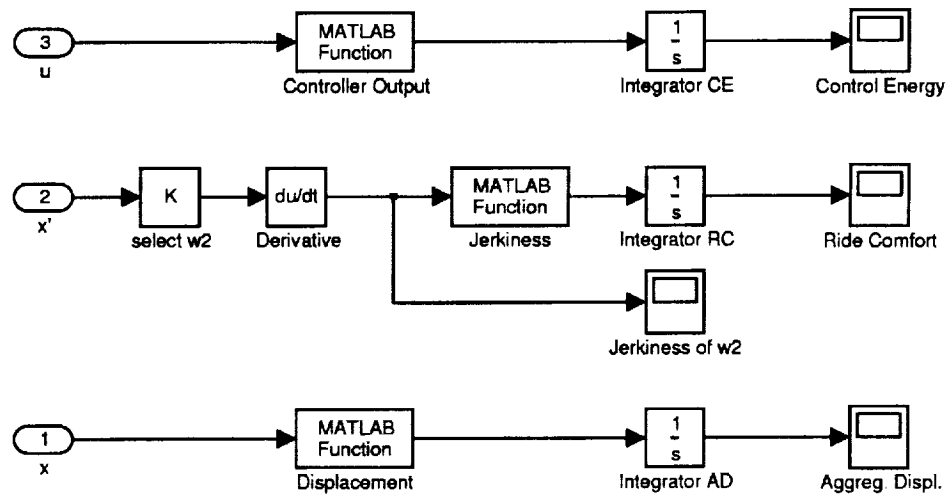 3
u
MATLAB
Function
Controller Output
1
s
Integrator CE
Control Energy
2
x'
K
select w2
du/dt
Derivative
MATLAB
Function
Jerkiness
1
s
Integrator RC
Ride Comfort
Jerkiness of w2
1
x
MATLAB
Function
Displacement
1
s
Integrator AD
Aggreg. Displ.